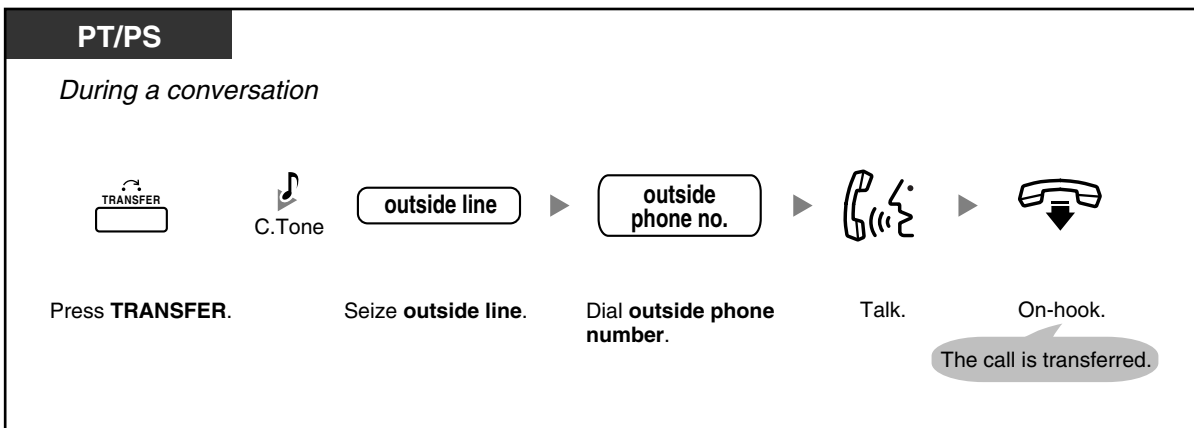 PT/PS
During a conversation
TRANSFER
C.Tone
outside line
outside
phone no.
Press TRANSFER.
Seize outside line.
Dial outside phone
number.
Talk.
On-hook.
The call is transferred.